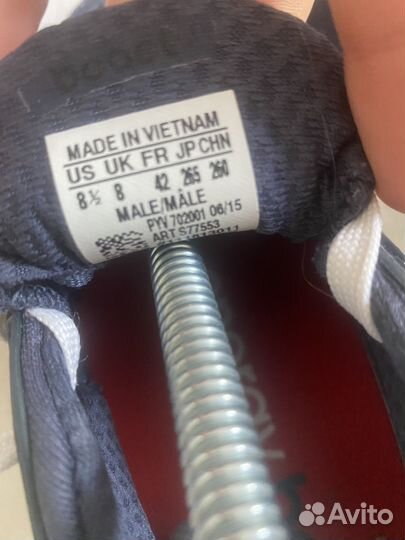 MADE IN VIETNAM
US UK FR JP CHN
8½ 8 42 265 260
MALE/MÂLE
PYV 702001 06/15
ART S77553
Avito